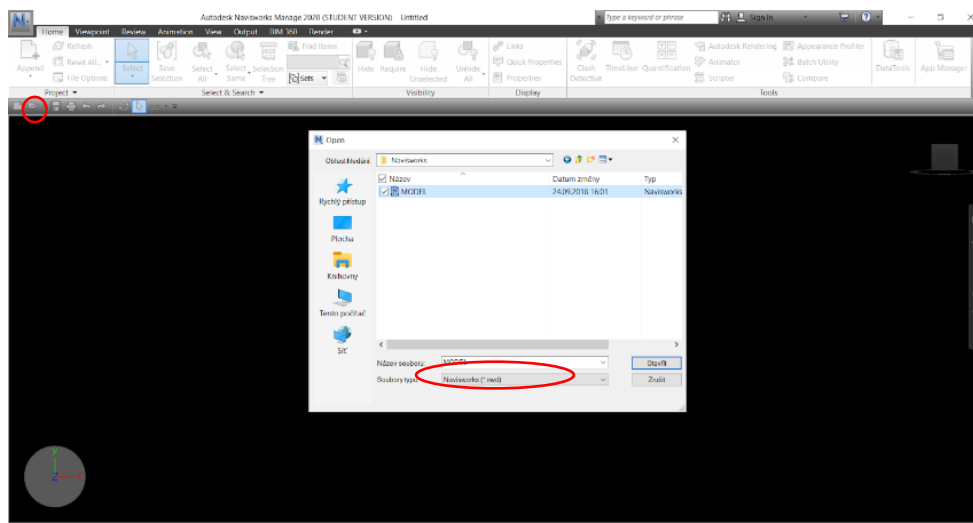 Autodesk Navisworks Manage 2020 (STUDENT VERSION) Untitled
Type a keyword or phrase
Sign In
Home Viewpoint Review Animation View Output BIM 360 Render
Append
Refresh
Reset All...
File Options
Project
Select
Save Selection
Select All
Select Same
Selection Tree
Find Items
Sets
Select & Search
Hide
Require
Hide Unselected
Unhide All
Visibility
Links
Quick Properties
Properties
Display
Clash Detective
TimeLiner
Quantification
Autodesk Rendering
Animator
Scripter
Appearance Profiler
Batch Utility
Compare
Tools
DataTools
App Manager
Open
Oblast hledání: Navisworks
Název Datum změny Typ
MODEL 24.09.2018 16:01 Navisworks
Rychlý přístup
Plocha
Knihovny
Tento počítač
Síť
Název souboru: MODEL Otevřít
Soubory typu: Navisworks (*.nwd) Zrušit
Y
Z X